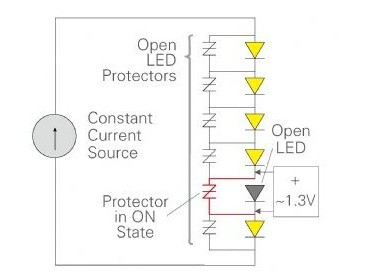 Open
LED
Protectors
Constant
Current
Source
Open
LED
+
~1.3V
Protector
in ON
State